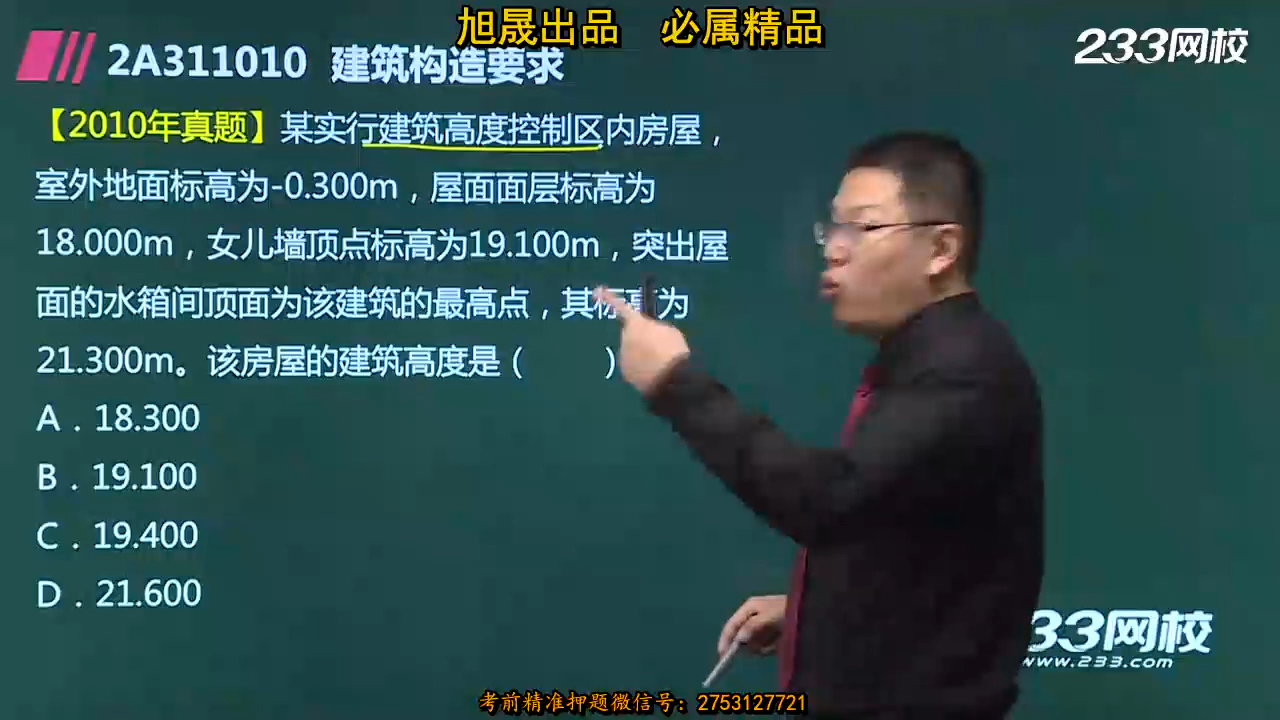 旭晟出品 必属精品
233网校
2A311010 建筑构造要求
【2010年真题】某实行建筑高度控制区内房屋，
室外地面标高为-0.300m，屋面面层标高为
18.000m，女儿墙顶点标高为19.100m，突出屋
面的水箱间顶面为该建筑的最高点，其标高为
21.300m。该房屋的建筑高度是（ ）
A．18.300
B．19.100
C．19.400
D．21.600
33网校
www.233.com
考前精准押题微信号：2753127721